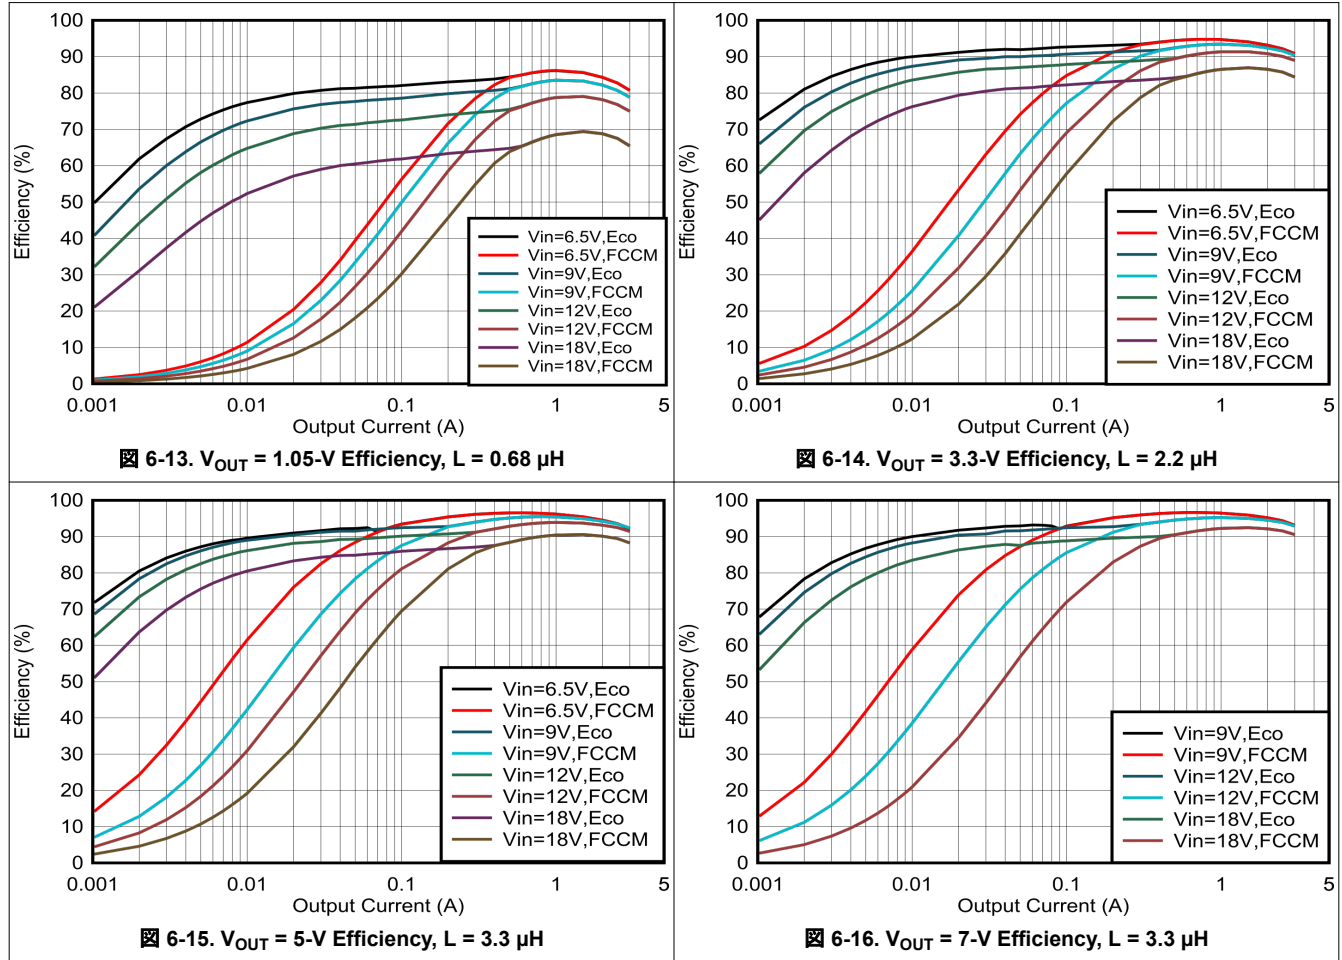 100
90
80
70
60
50
40
30
20
10
0
Efficiency (%)
0.001
0.01
0.1
1
5
Output Current (A)
Vin=6.5V,Eco
Vin=6.5V,FCCM
Vin=9V,Eco
Vin=9V,FCCM
Vin=12V,Eco
Vin=12V,FCCM
Vin=18V,Eco
Vin=18V,FCCM
図 6-13. VOUT = 1.05-V Efficiency, L = 0.68 µH
100
90
80
70
60
50
40
30
20
10
0
Efficiency (%)
0.001
0.01
0.1
1
5
Output Current (A)
Vin=6.5V,Eco
Vin=6.5V,FCCM
Vin=9V,Eco
Vin=9V,FCCM
Vin=12V,Eco
Vin=12V,FCCM
Vin=18V,Eco
Vin=18V,FCCM
図 6-14. VOUT = 3.3-V Efficiency, L = 2.2 µH
100
90
80
70
60
50
40
30
20
10
0
Efficiency (%)
0.001
0.01
0.1
1
5
Output Current (A)
Vin=6.5V,Eco
Vin=6.5V,FCCM
Vin=9V,Eco
Vin=9V,FCCM
Vin=12V,Eco
Vin=12V,FCCM
Vin=18V,Eco
Vin=18V,FCCM
図 6-15. VOUT = 5-V Efficiency, L = 3.3 µH
100
90
80
70
60
50
40
30
20
10
0
Efficiency (%)
0.001
0.01
0.1
1
5
Output Current (A)
Vin=9V,Eco
Vin=9V,FCCM
Vin=12V,Eco
Vin=12V,FCCM
Vin=18V,Eco
Vin=18V,FCCM
図 6-16. VOUT = 7-V Efficiency, L = 3.3 µH